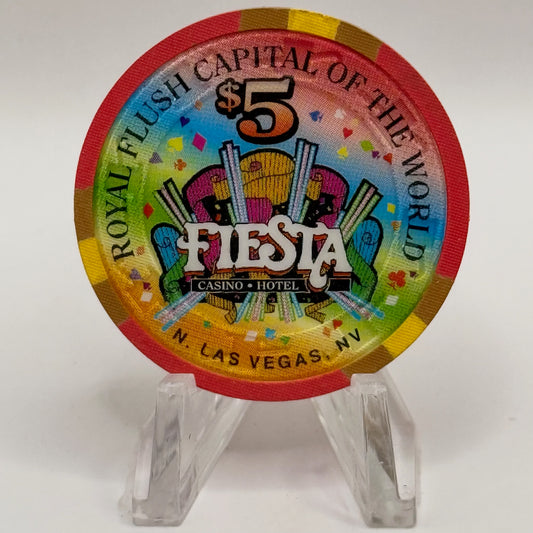 ROYAL FLUSH CAPITAL OF THE WORLD
$5
FIESTA
CASINO • HOTEL
N. LAS VEGAS, NV